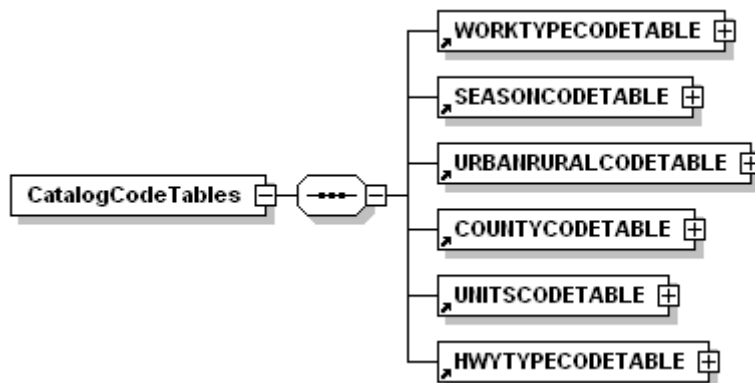 WORKTYPECODETABLE
SEASONCODETABLE
URBANRURALCODETABLE
CatalogCodeTables
COUNTYCODETABLE
UNITSCODETABLE
HWYTYPECODETABLE